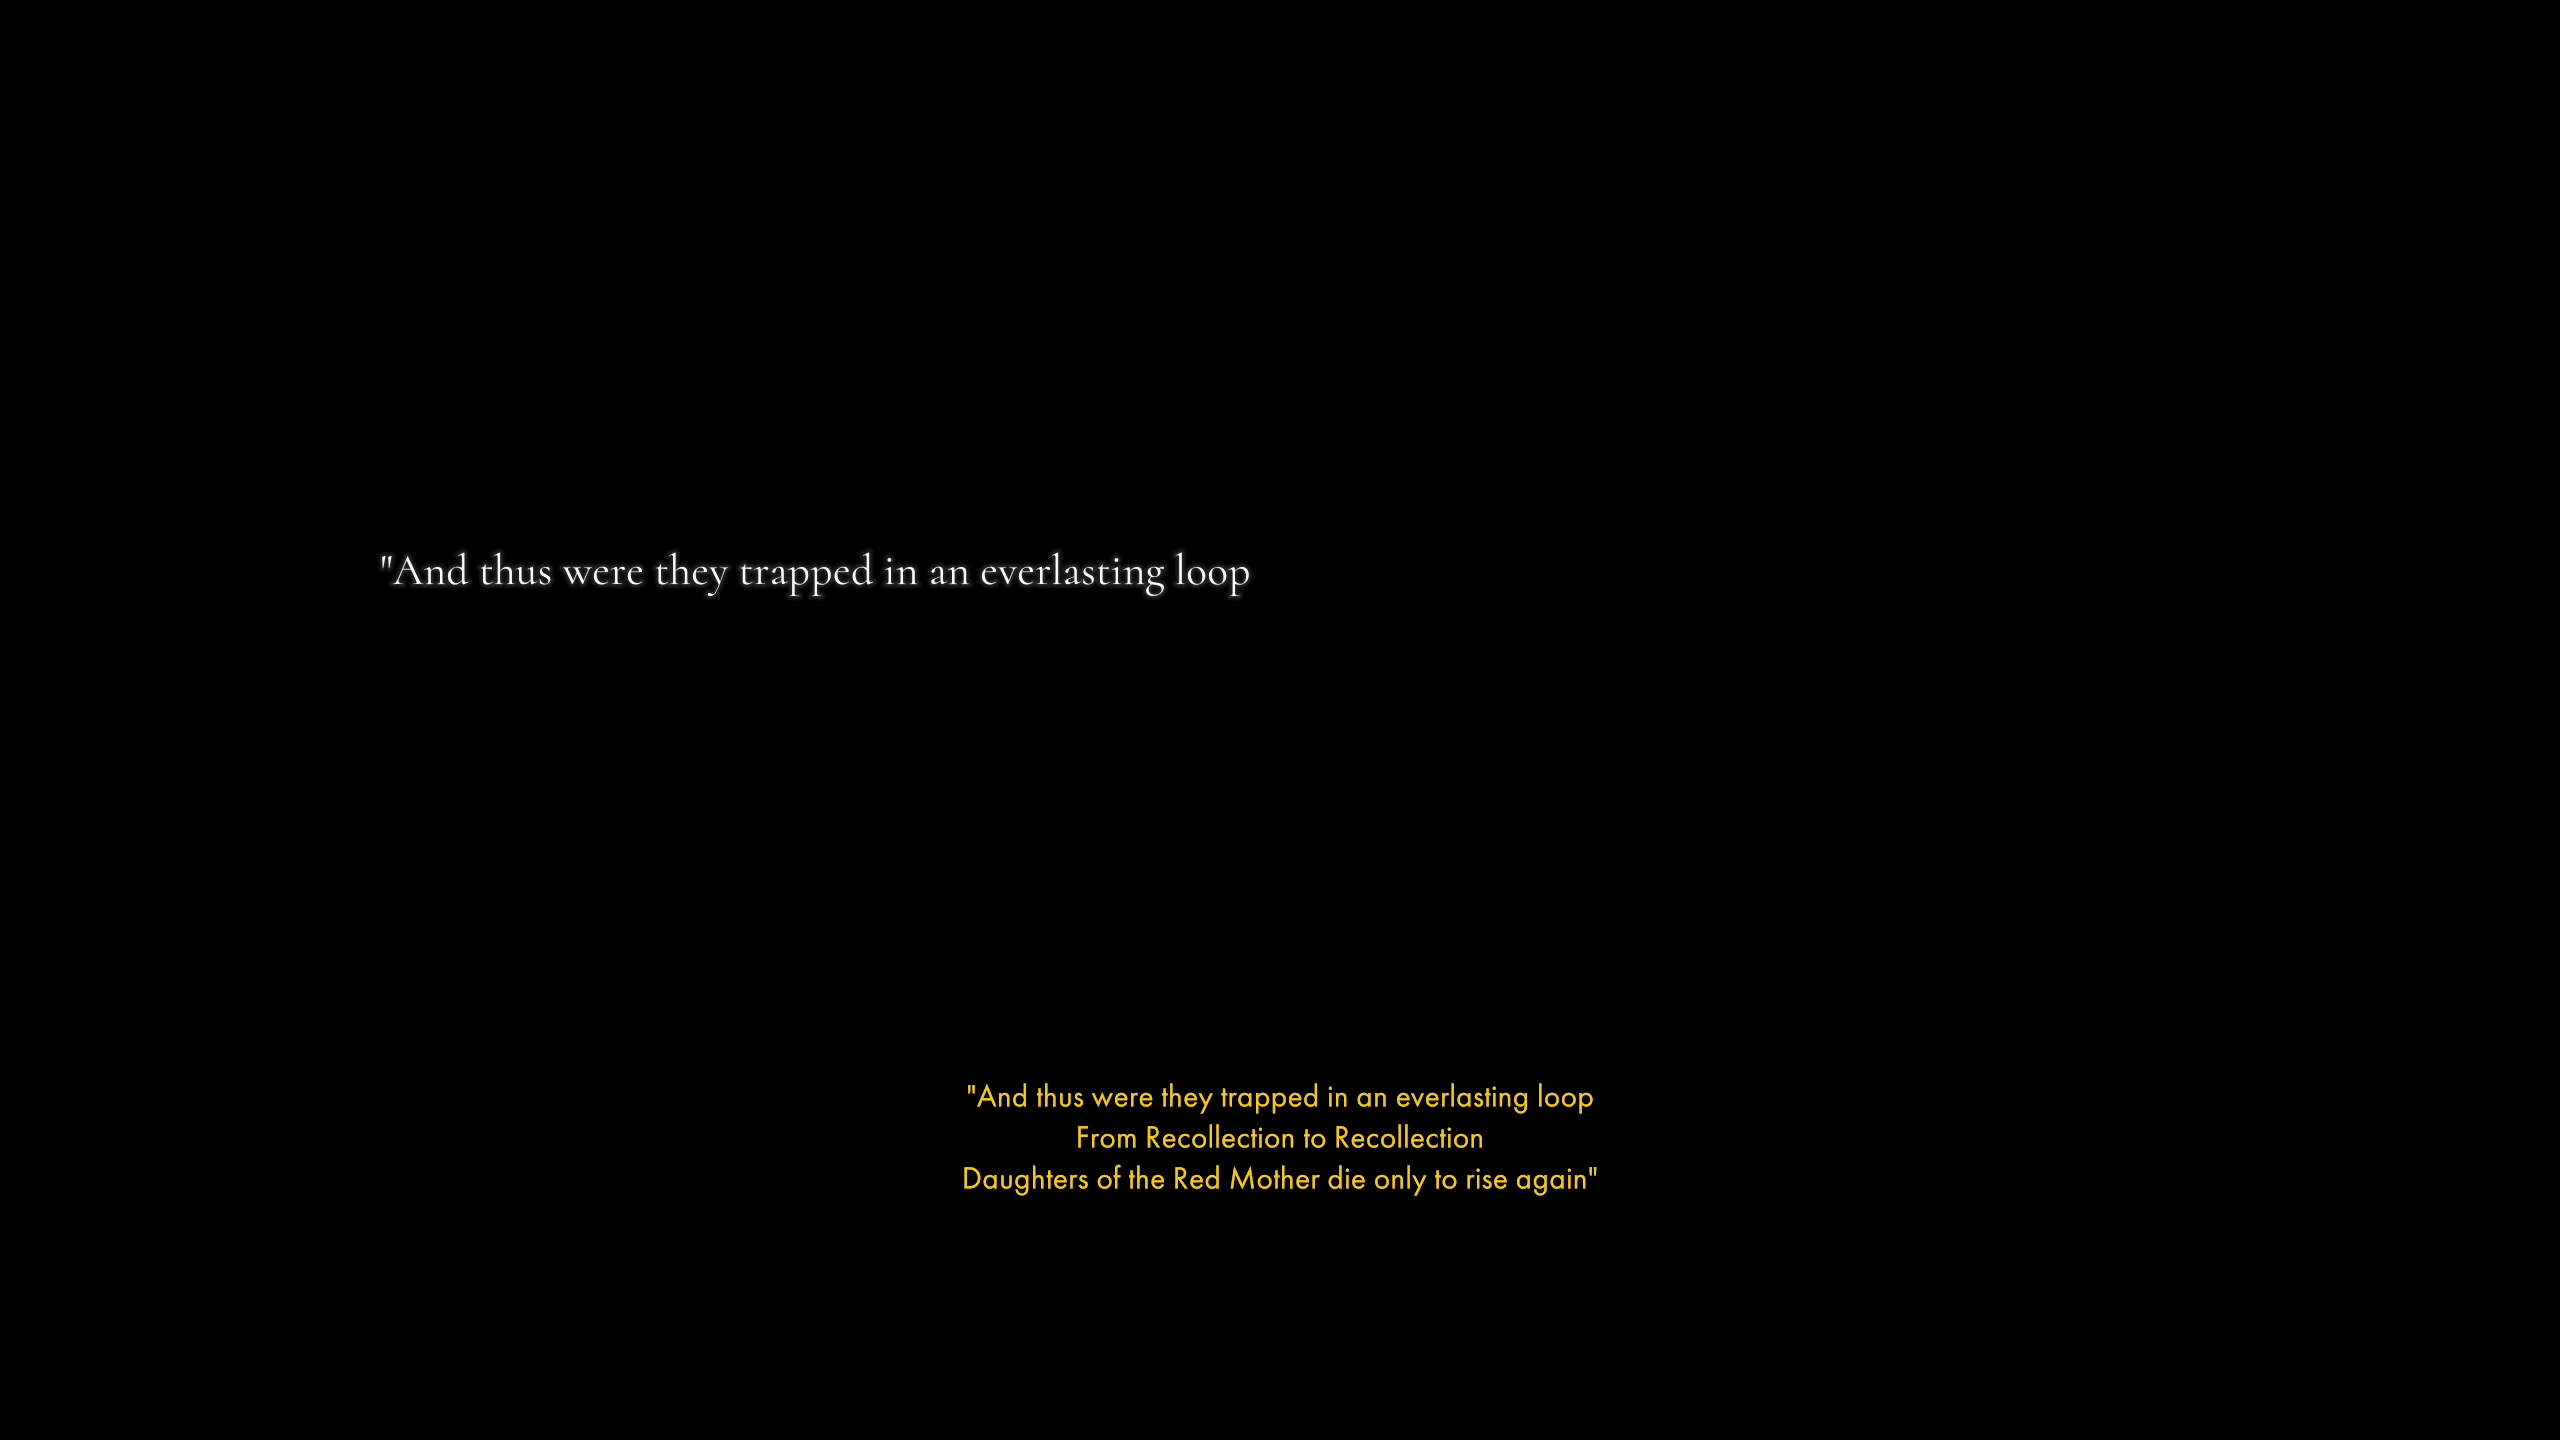 "And thus were they trapped in an everlasting loop
"And thus were they trapped in an everlasting loop
From Recollection to Recollection
Daughters of the Red Mother die only to rise again"